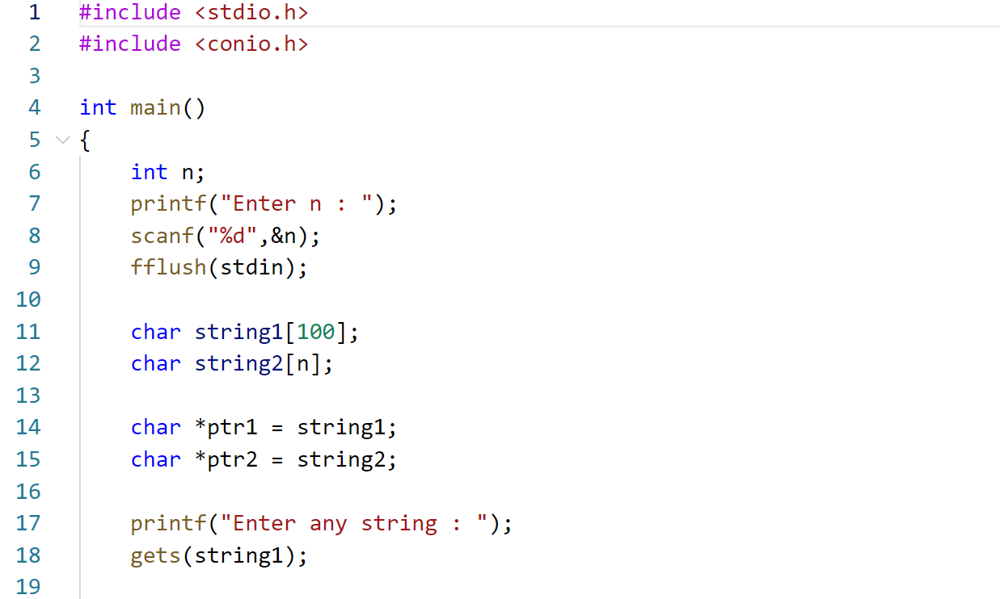 1 #include <stdio.h>
2 #include <conio.h>
3
4 int main()
5 {
6     int n;
7     printf("Enter n : ");
8     scanf("%d",&n);
9     fflush(stdin);
10
11     char string1[100];
12     char string2[n];
13
14     char *ptr1 = string1;
15     char *ptr2 = string2;
16
17     printf("Enter any string : ");
18     gets(string1);
19